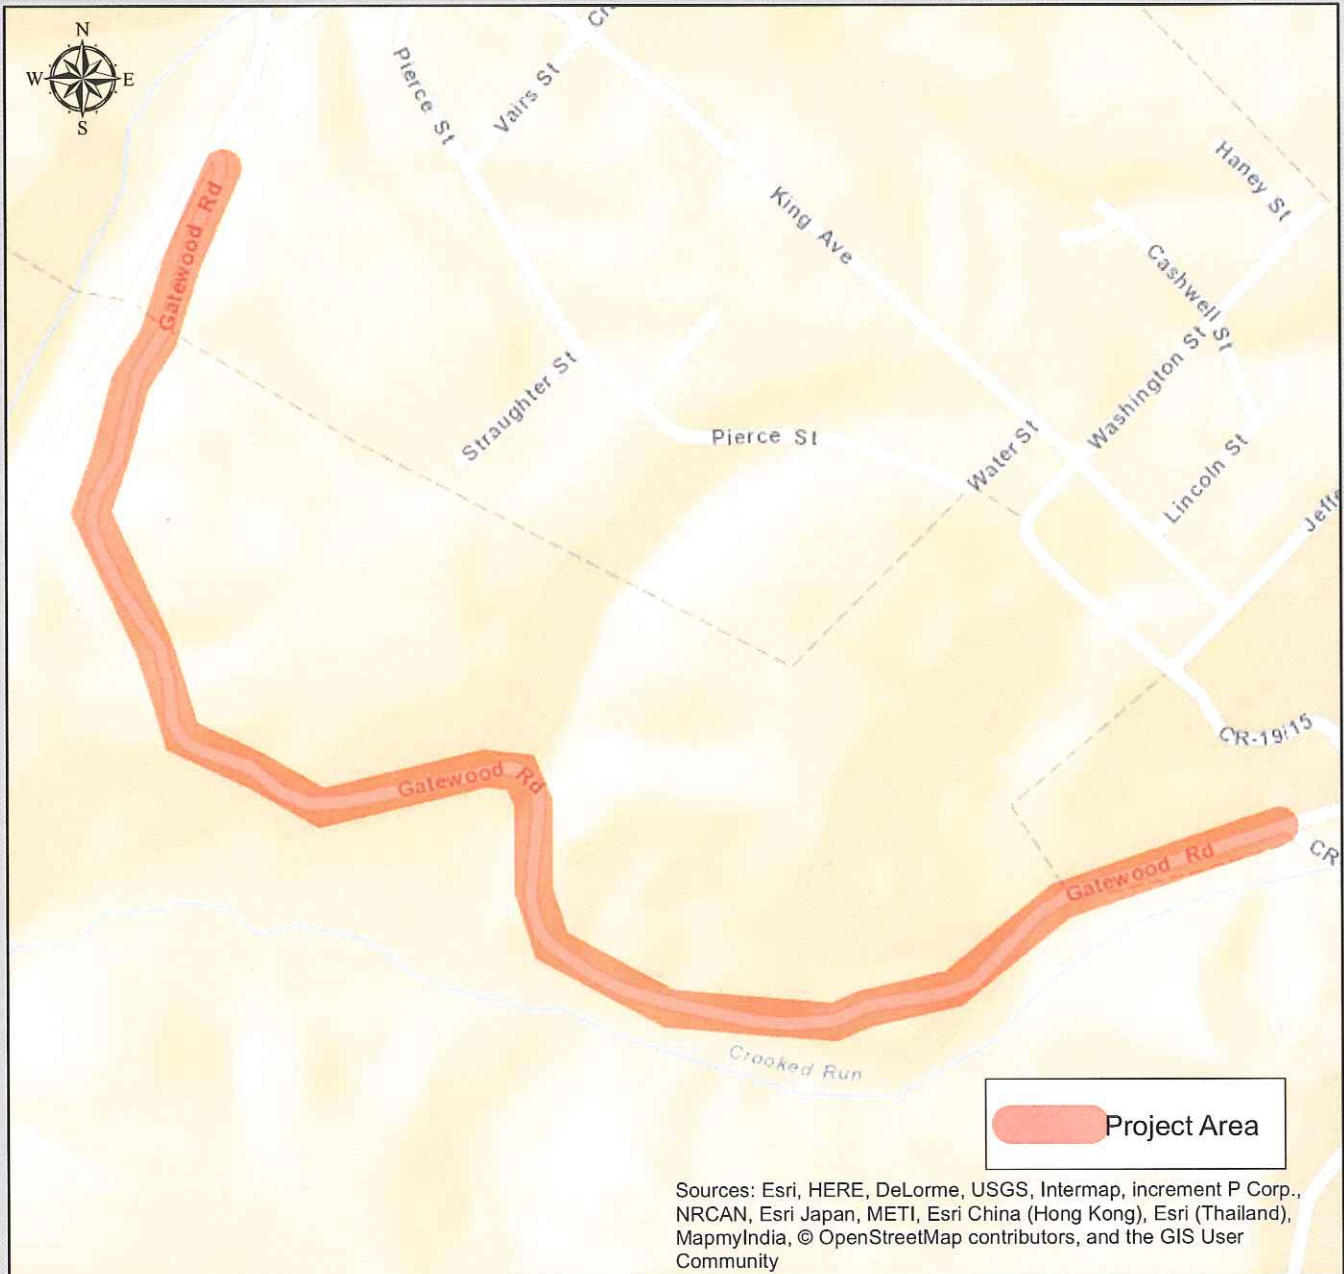 N
W E
S
Pierce St
Vairs St
King Ave
Haney St
Cashwell St
Washington St
Gatewood Rd
Straughter St
Pierce St
Water St
Lincoln St
CR-19/15
Gatewood Rd
Gatewood Rd
CR
Crooked Run
Project Area
Sources: Esri, HERE, DeLorme, USGS, Intermap, increment P Corp.,
NRCAN, Esri Japan, METI, Esri China (Hong Kong), Esri (Thailand),
MapmyIndia, © OpenStreetMap contributors, and the GIS User
Community